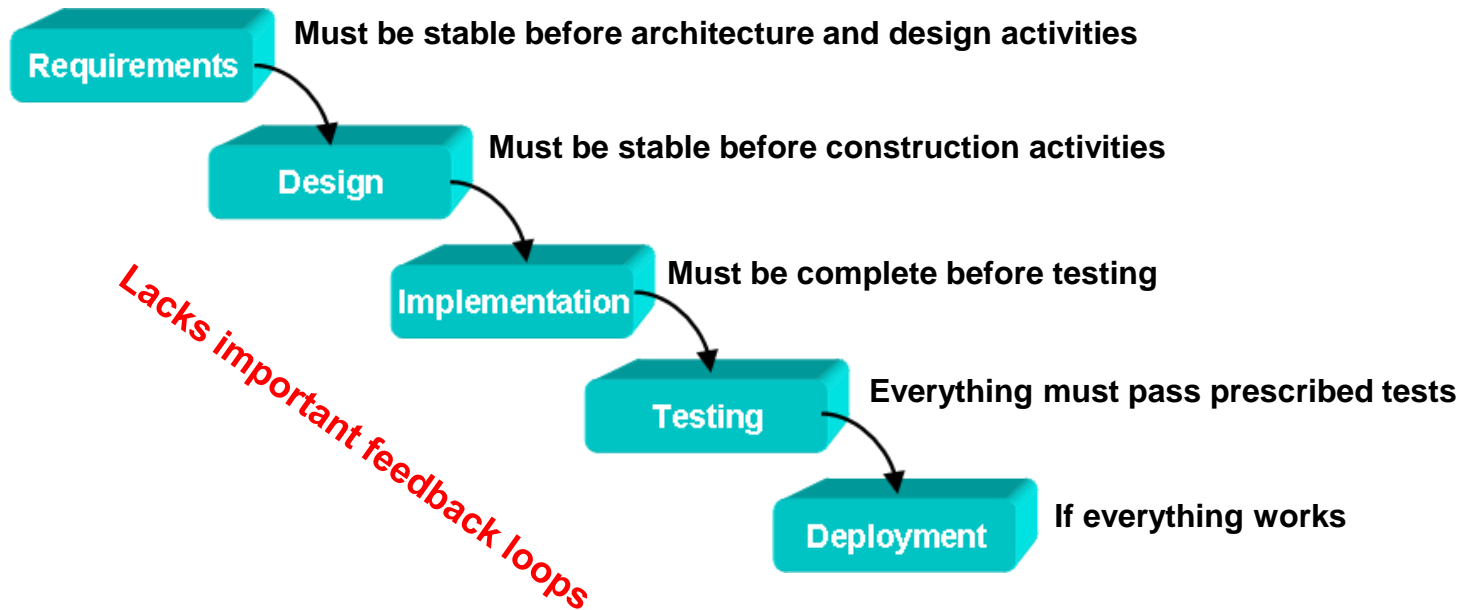 Must be stable before architecture and design activities
Requirements
Must be stable before construction activities
Design
Must be complete before testing
Implementation
Lacks important feedback loops
Everything must pass prescribed tests
Testing
If everything works
Deployment